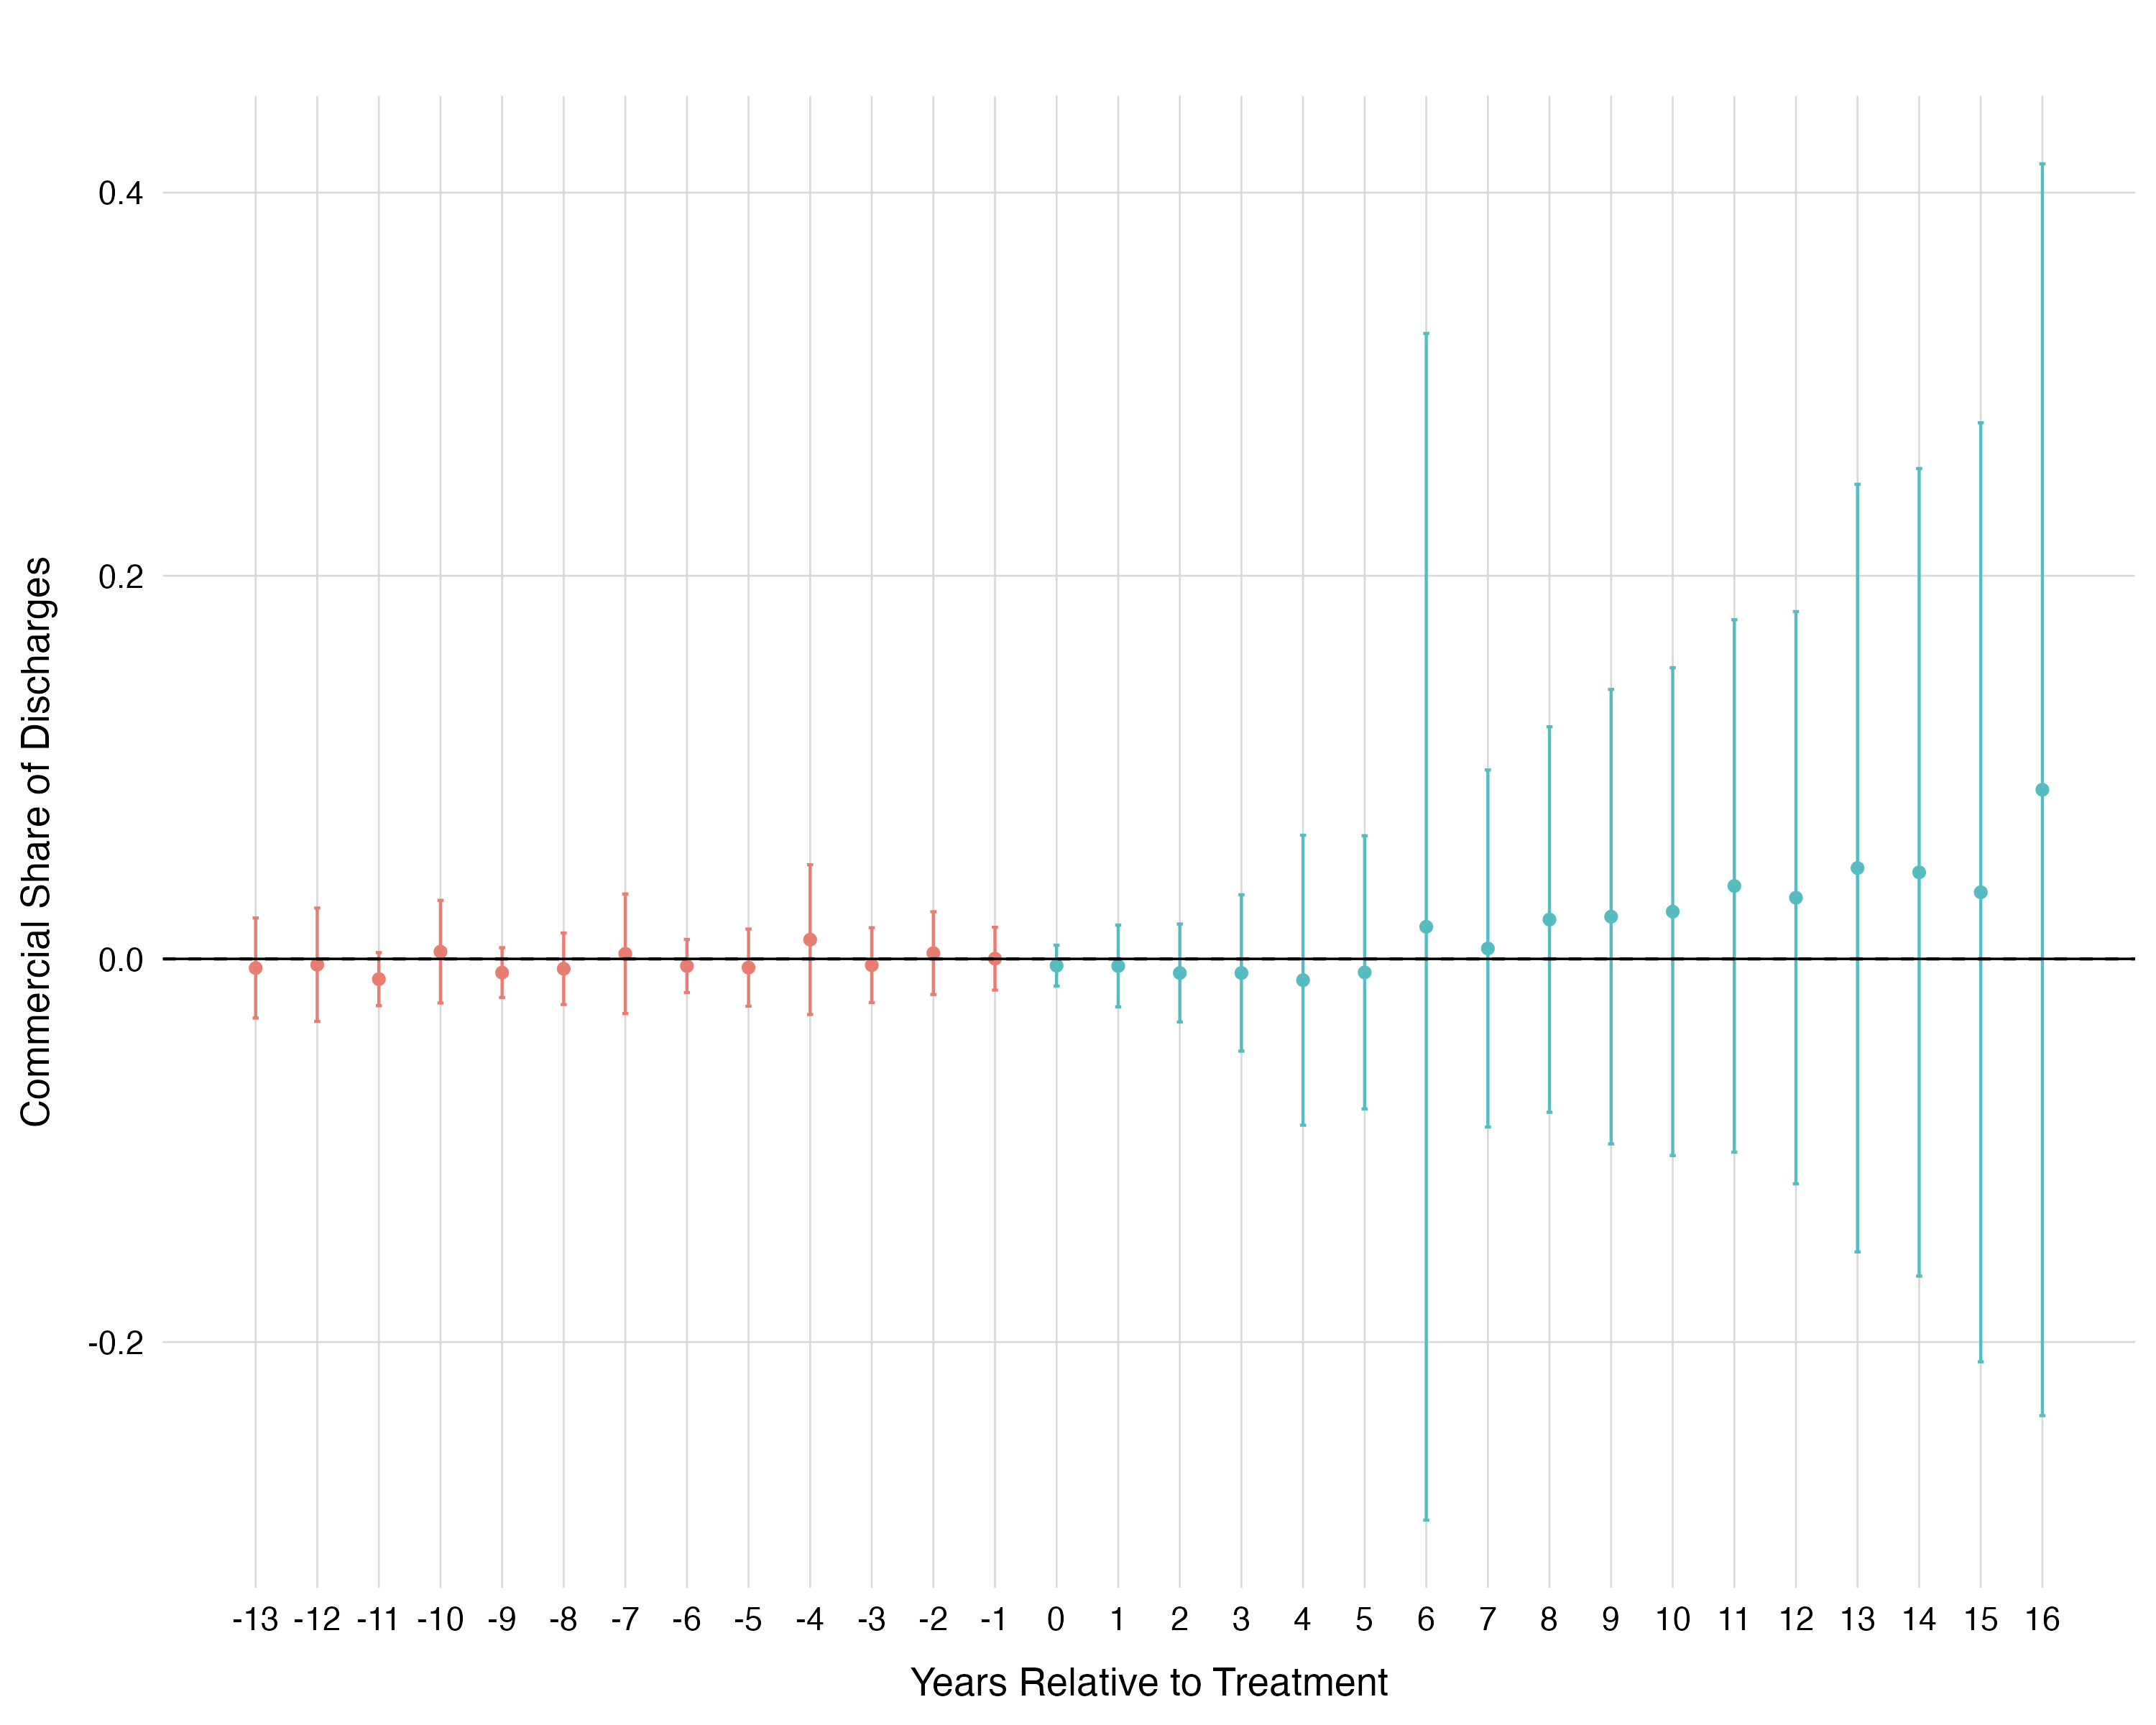 Commercial Share of Discharges
0.4
0.2
0.0
-0.2
-13 -12 -11 -10 -9 -8 -7 -6 -5 -4 -3 -2 -1 0 1 2 3 4 5 6 7 8 9 10 11 12 13 14 15 16
Years Relative to Treatment